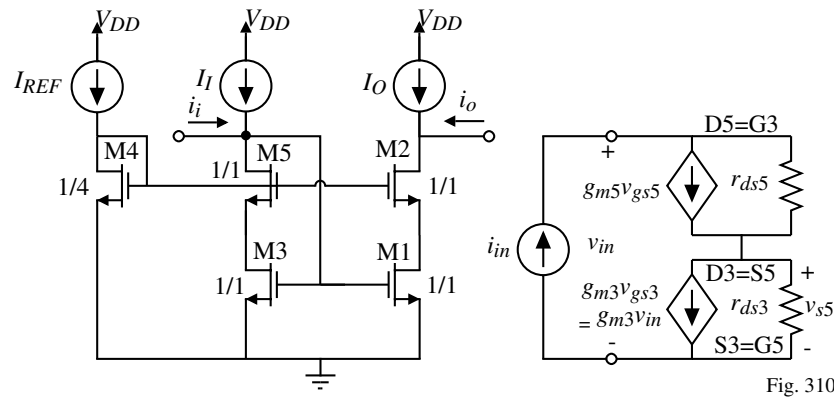 VDD VDD VDD
IREF II IO
ii io
M4 M5 M2
1/4 1/1 1/1
M3 M1
1/1 1/1
D5=G3
+
gm5vgs5 rds5
iin vin
D3=S5 +
gm3vgs3 rds3 vs5
= gm3vin
S3=G5 -
-
Fig. 310